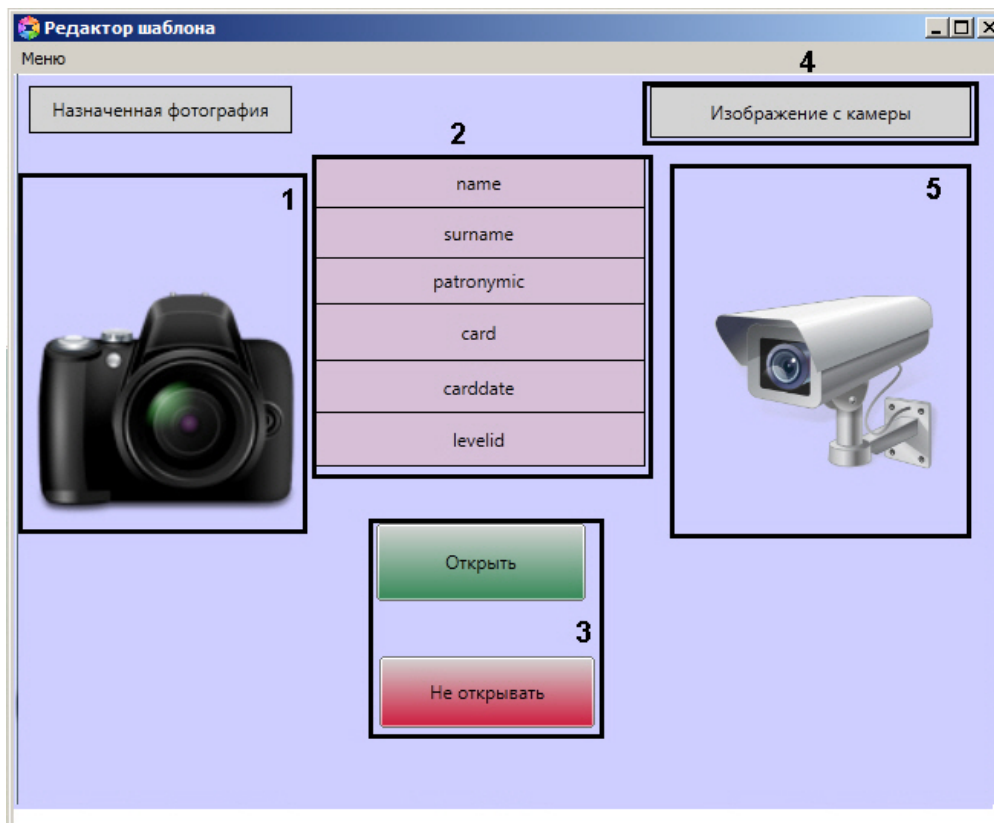 Редактор шаблона
Меню
4
Назначенная фотография
Изображение с камеры
2
1
name
surname
patronymic
card
carddate
levelid
5
Открыть
3
Не открывать